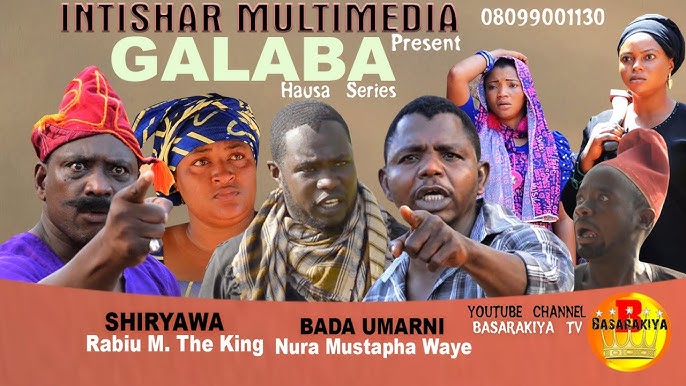 INTISHAR MULTIMEDIA
08099001130
Present
GALABA
Hausa Series
SHIRYAWA
Rabiu M. The King
BADA UMARNI
Nura Mustapha Waye
YOUTUBE CHANNEL
BASARAKIYA TV
B
BASARAKIYA